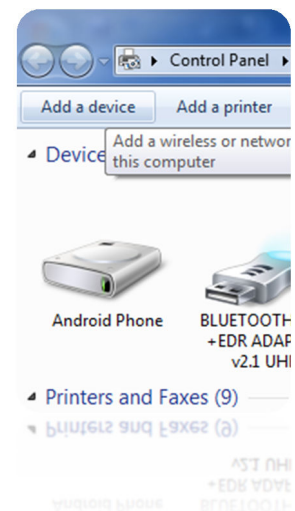 Control Panel
Add a device Add a printer
Add a wireless or networ
this computer
Device
Android Phone
BLUETOOTH
+EDR ADAP
v2.1 UHI
Printers and Faxes (9)